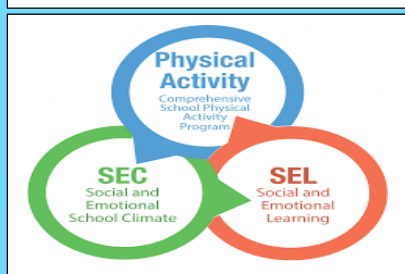 Physical
Activity
Comprehensive
School Physical
Activity
Program
SEC
Social and
Emotional
School Climate
SEL
Social and
Emotional
Learning